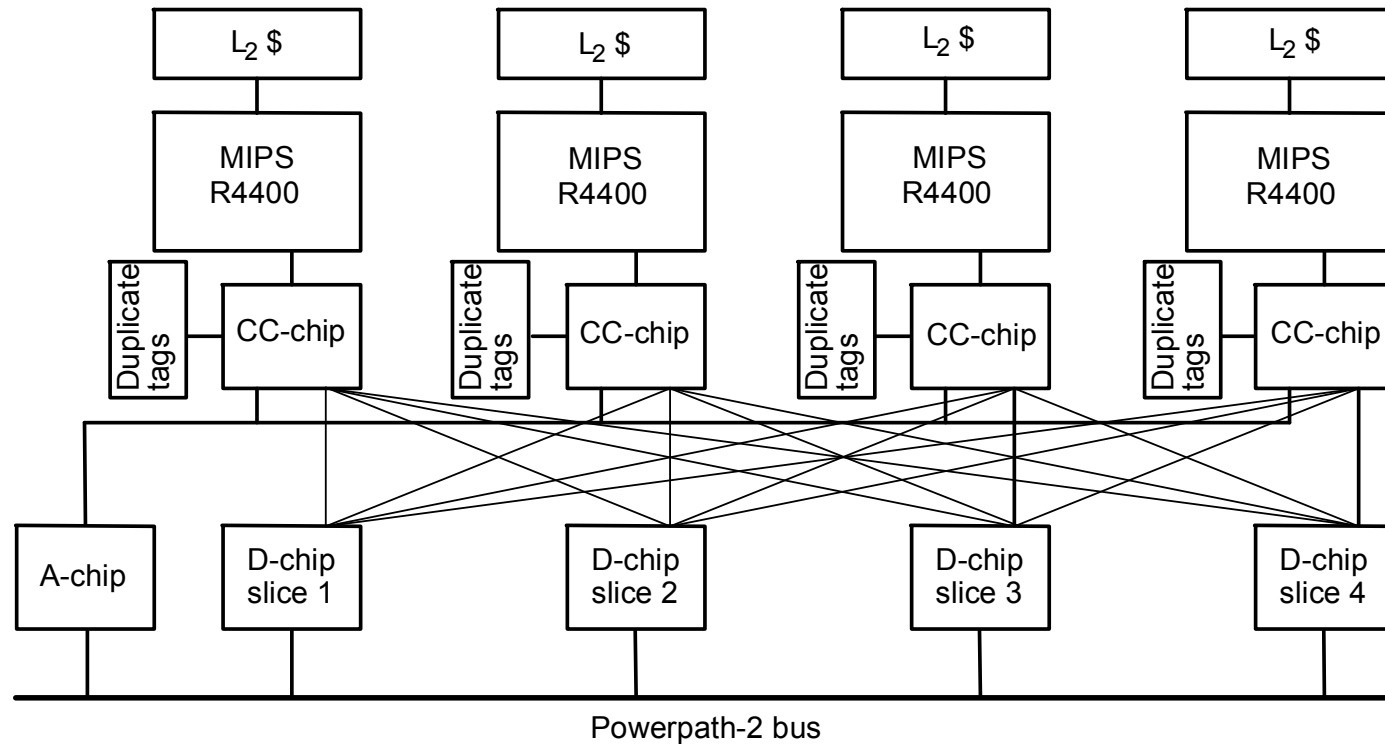 L2 $
L2 $
L2 $
L2 $
MIPS
R4400
MIPS
R4400
MIPS
R4400
MIPS
R4400
Duplicate
tags
CC-chip
Duplicate
tags
CC-chip
Duplicate
tags
CC-chip
Duplicate
tags
CC-chip
A-chip
D-chip
slice 1
D-chip
slice 2
D-chip
slice 3
D-chip
slice 4
Powerpath-2 bus